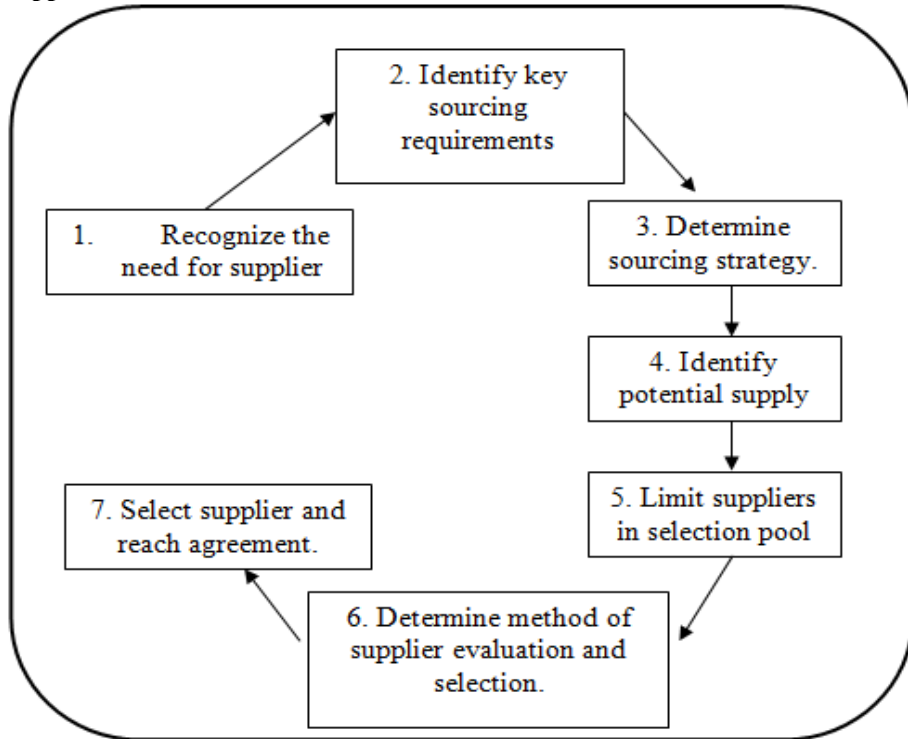 1. Recognize the
need for supplier
2. Identify key
sourcing
requirements
3. Determine
sourcing strategy.
4. Identify
potential supply
5. Limit suppliers
in selection pool
6. Determine method of
supplier evaluation and
selection.
7. Select supplier and
reach agreement.